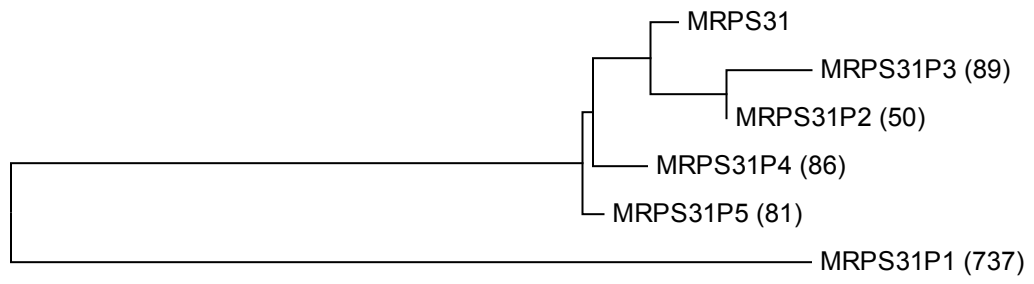 MRPS31
MRPS31P3 (89)
MRPS31P2 (50)
MRPS31P4 (86)
MRPS31P5 (81)
MRPS31P1 (737)